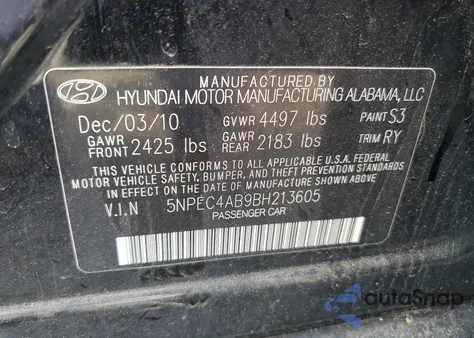 MANUFACTURED BY
HYUNDAI MOTOR MANUFACTURING ALABAMA, LLC
Dec/03/10 GVWR 4497 lbs PAINT S3
GAWR FRONT 2425 lbs GAWR REAR 2183 lbs TRIM RY
THIS VEHICLE CONFORMS TO ALL APPLICABLE U.S.A. FEDERAL
MOTOR VEHICLE SAFETY, BUMPER, AND THEFT PREVENTION STANDARDS
IN EFFECT ON THE DATE OF MANUFACTURE SHOWN ABOVE.
V.I.N 5NPEC4AB9BH213605
PASSENGER CAR
autoSnap